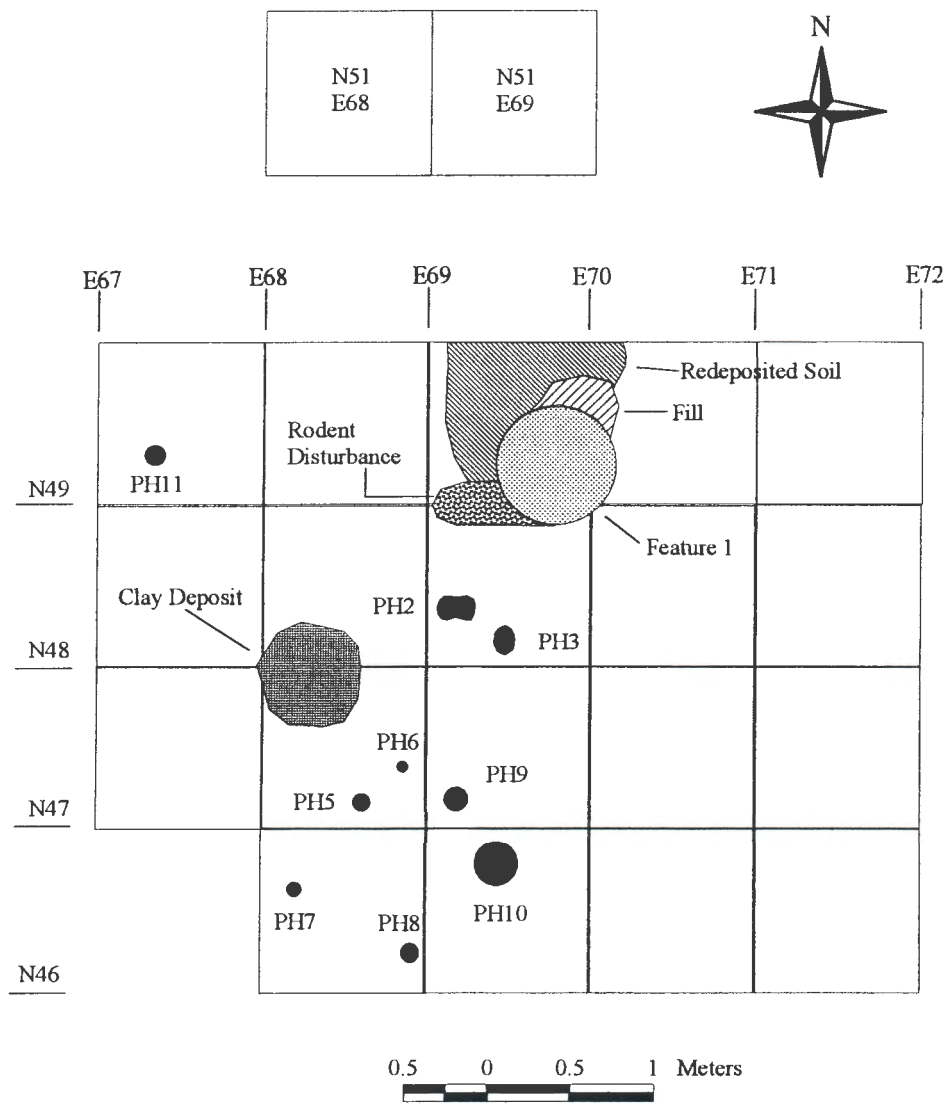 N51
E68
N51
E69
N
E67
E68
E69
E70
E71
E72
Redeposited Soil
Fill
Rodent
Disturbance
PH11
N49
Feature 1
Clay Deposit
PH2
PH3
N48
PH6
PH9
PH5
N47
PH7
PH8
PH10
N46
0.5 0 0.5 1 Meters